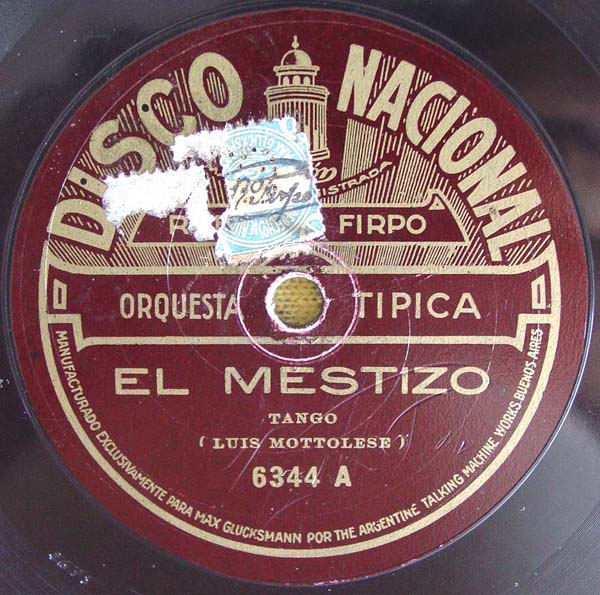 DISCO NACIONAL
ISTRADA
FIRPO
ORQUESTA TIPICA
EL MESTIZO
TANGO
( LUIS MOTTOLESE )
6344 A
MANUFACTURADO EXCLUSIVAMENTE PARA MAX GLUCKSMANN POR THE ARGENTINE TALKING MACHINE WORKS. BUENOS AIRES